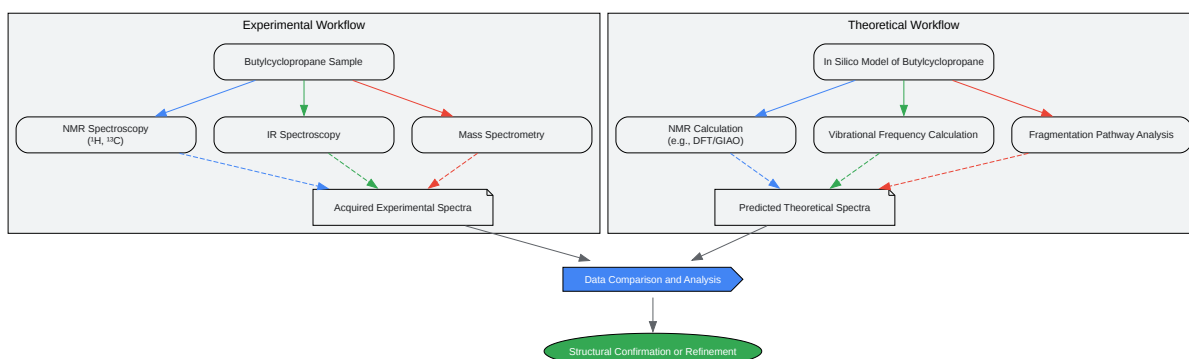 Experimental Workflow
Theoretical Workflow
Butylcyclopropane Sample
In Silico Model of Butylcyclopropane
NMR Spectroscopy
(¹H, ¹³C)
IR Spectroscopy
Mass Spectrometry
NMR Calculation
(e.g., DFT/GIAO)
Vibrational Frequency Calculation
Fragmentation Pathway Analysis
Acquired Experimental Spectra
Predicted Theoretical Spectra
Data Comparison and Analysis
Structural Confirmation or Refinement